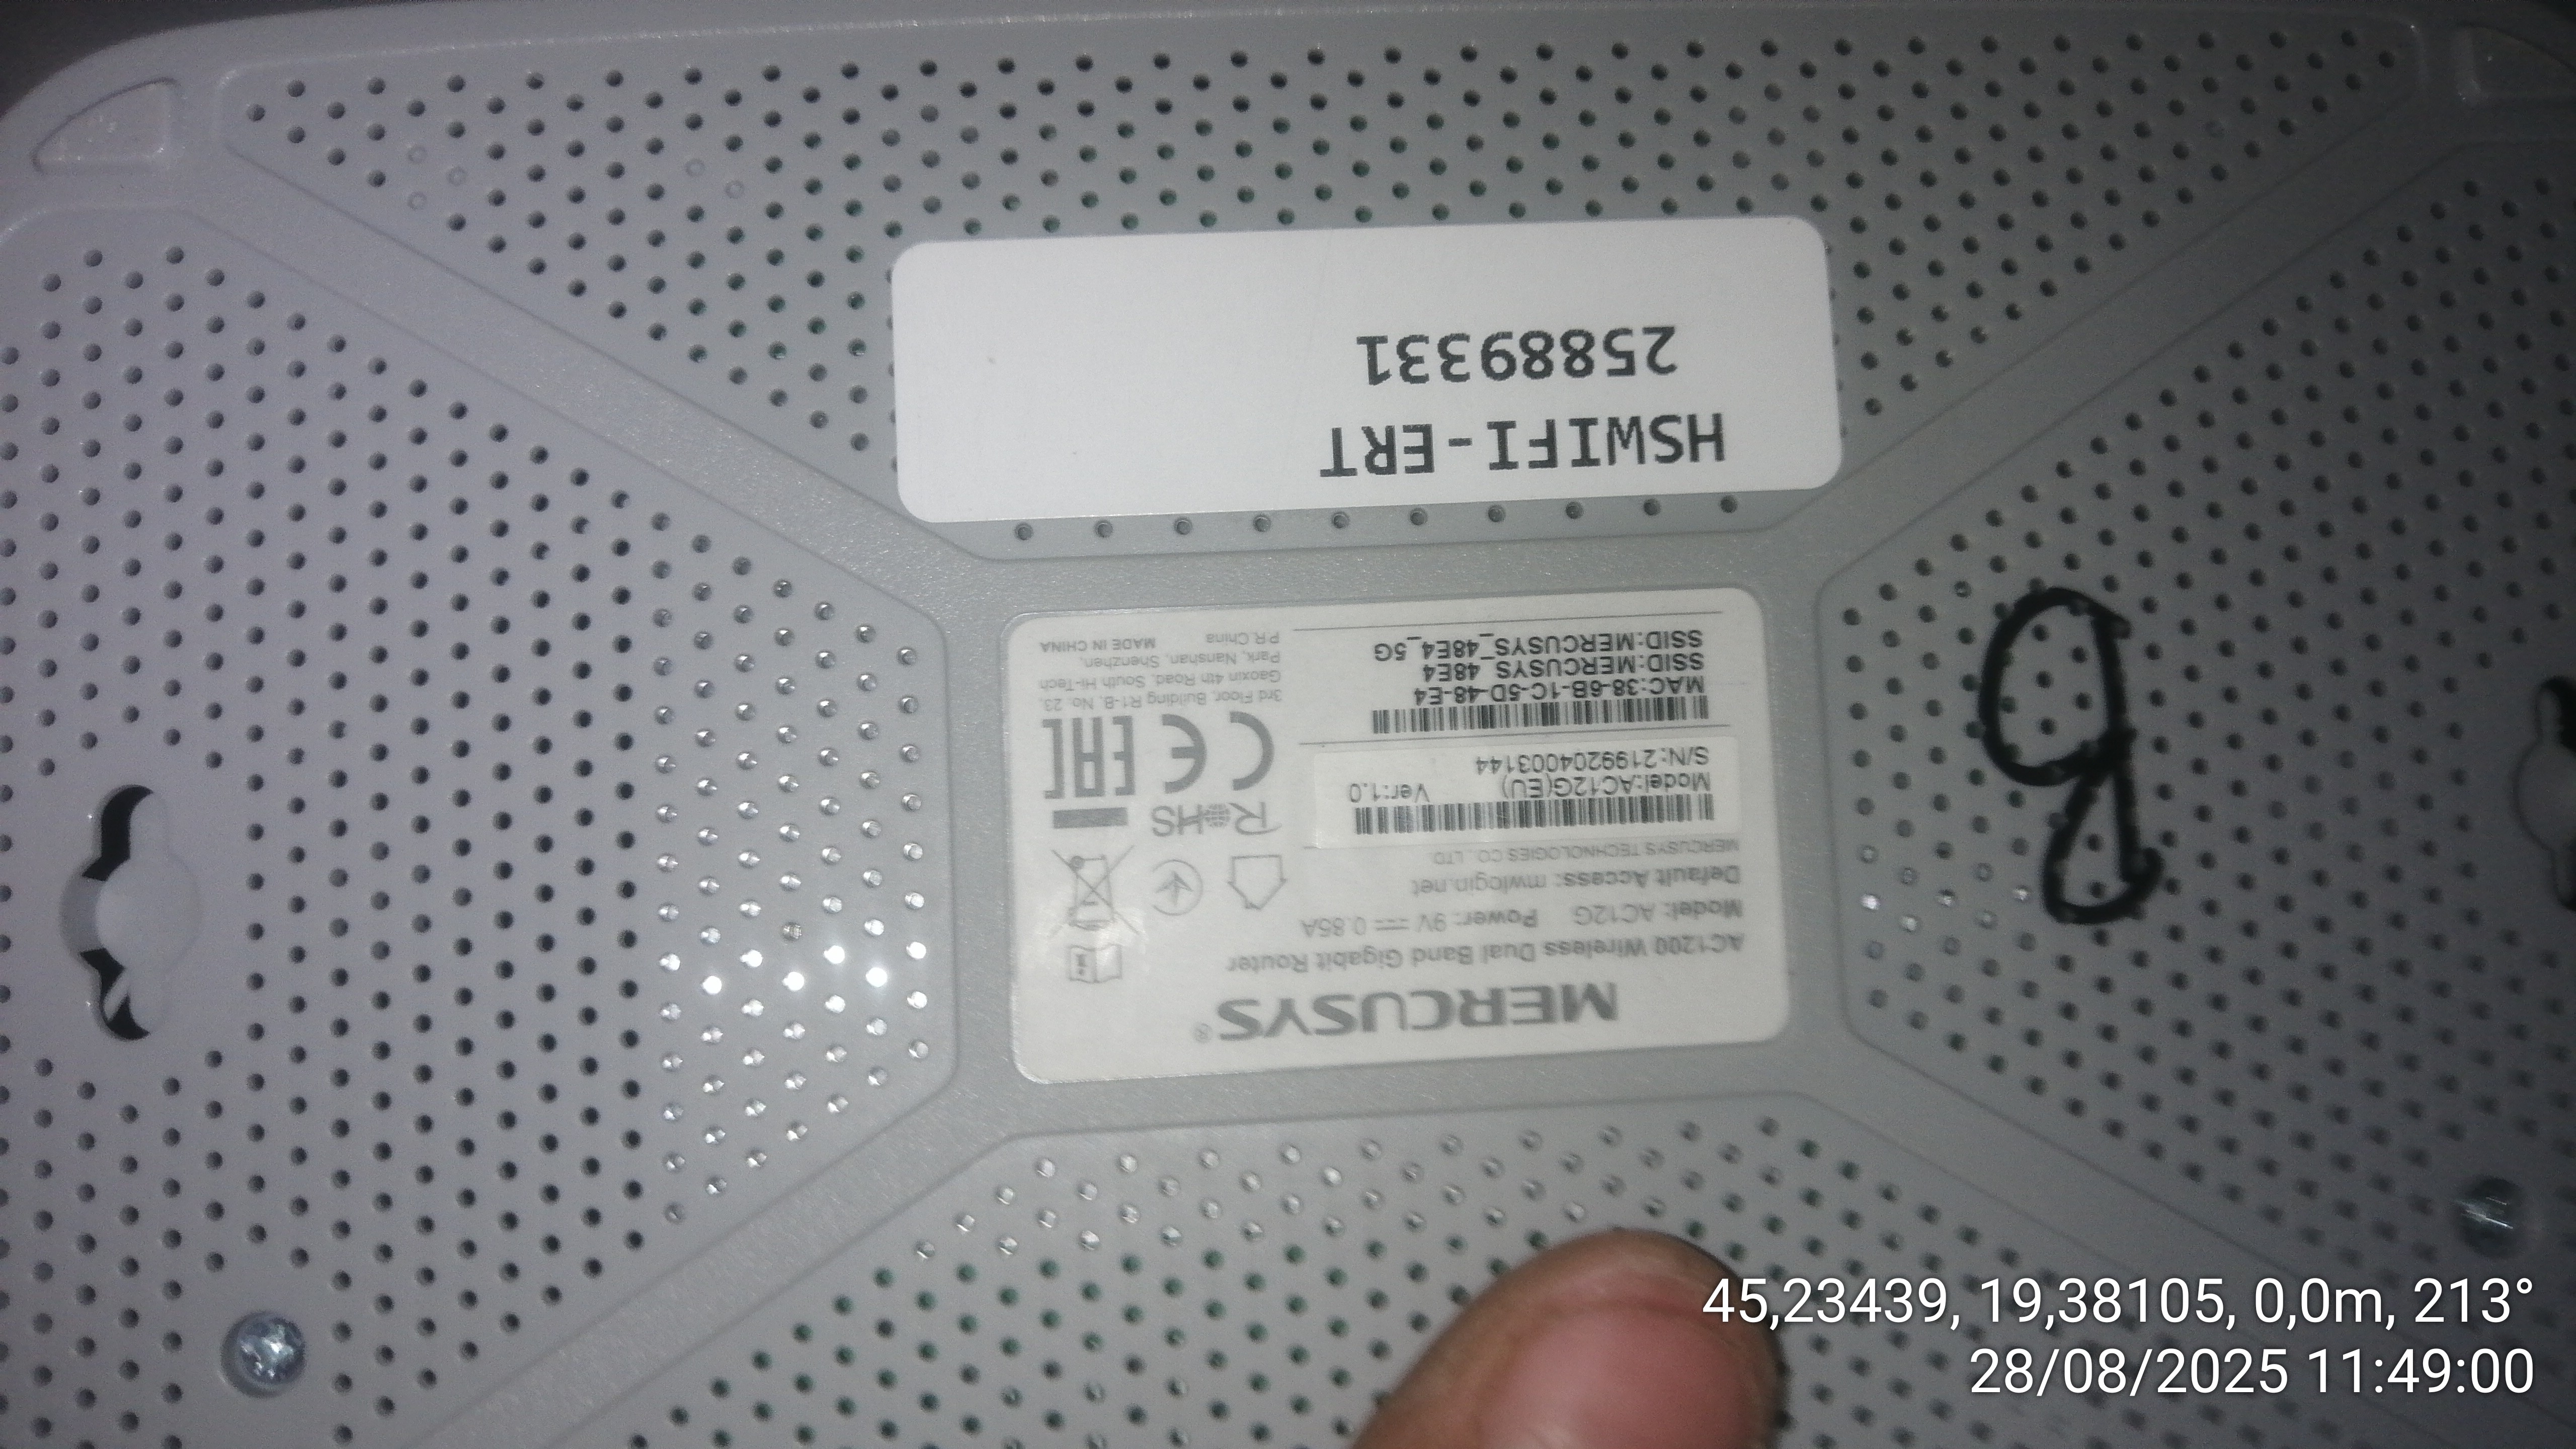 MERCUSYS®
AC1200 Wireless Dual Band Gigabit Router
Model: AC12G Power: 9V ⎓ 0.85A
Default Access: mwlogin.net
MERCUSYS TECHNOLOGIES CO., LTD.
Model:AC12G(EU) Ver:1.0
S/N:2199204003144
MAC:38-6B-1C-5D-48-E4
SSID:MERCUSYS_48E4
SSID:MERCUSYS_48E4_5G
RoHS
CE EAC
3rd Floor, Building R1-B, No. 23,
Gaoxin 4th Road, South Hi-Tech
Park, Nanshan, Shenzhen,
P.R.China MADE IN CHINA
HSWIFI-ERT
25889331
45,23439, 19,38105, 0,0m, 213°
28/08/2025 11:49:00